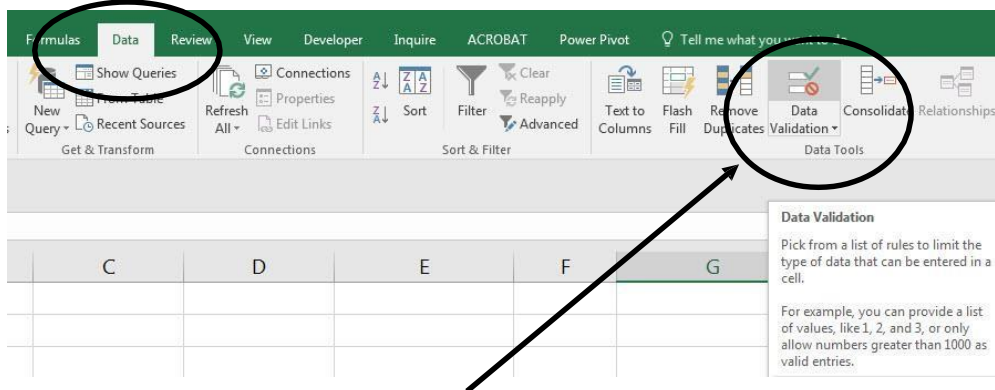 Formulas Data Review View Developer Inquire ACROBAT Power Pivot Tell me what you want to do
Show Queries
From Table
Recent Sources
New
Query
Get & Transform
Refresh
All
Connections
Properties
Edit Links
Connections
Sort
Filter
Clear
Reapply
Advanced
Sort & Filter
Text to
Columns
Flash
Fill
Remove
Duplicates
Data
Validation
Consolidate
Relationships
Data Tools
Data Validation
Pick from a list of rules to limit the
type of data that can be entered in a
cell.
For example, you can provide a list
of values, like 1, 2, and 3, or only
allow numbers greater than 1000 as
valid entries.
C D E F G